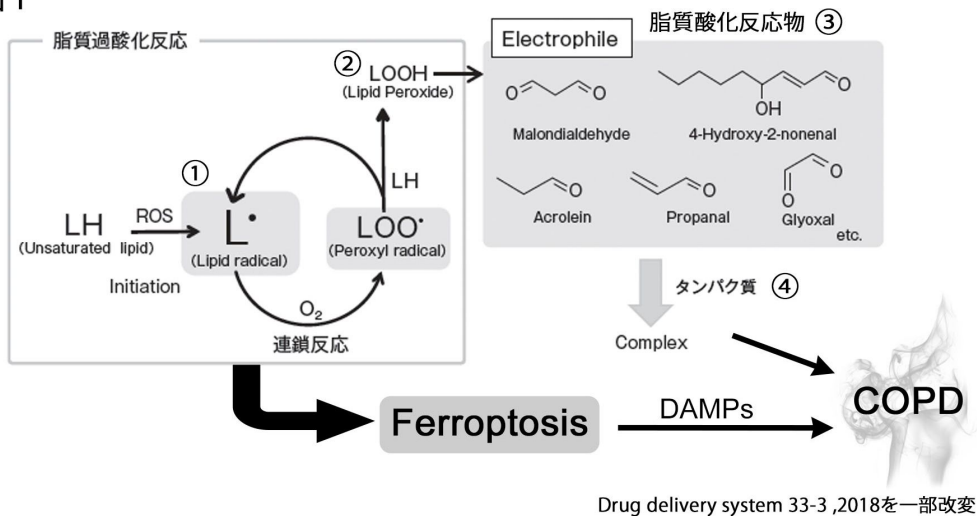 脂質過酸化反応
② LOOH
(Lipid Peroxide)
①
LH
LH
ROS
L•
LOO•
(Unsaturated lipid)
(Lipid radical)
(Peroxyl radical)
Initiation
O₂
連鎖反応
脂質酸化反応物 ③
Electrophile
O
O
OH
O
Malondialdehyde
4-Hydroxy-2-nonenal
O
O
O
O
Acrolein
Propanal
Glyoxal
etc.
タンパク質 ④
Complex
Ferroptosis
DAMPs
COPD
Drug delivery system 33-3 ,2018を一部改変